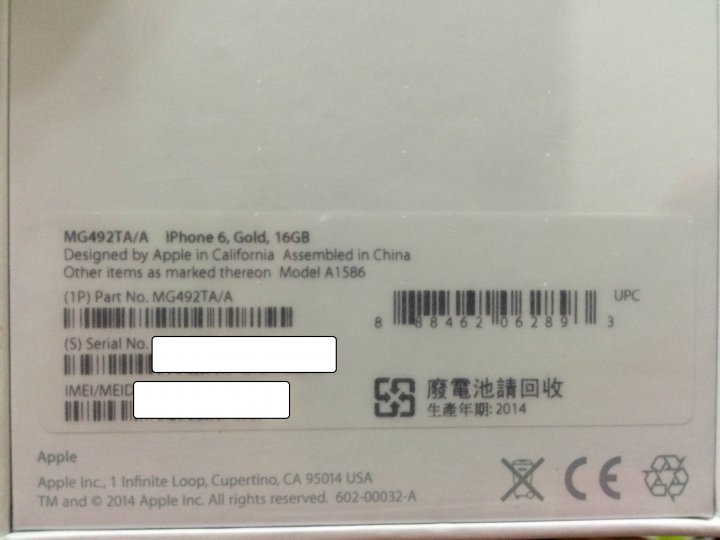 MG492TA/A iPhone 6, Gold, 16GB
Designed by Apple in California Assembled in China
Other items as marked thereon Model A1586
(1P) Part No. MG492TA/A
UPC
8 88462 06289 3
(S) Serial No.
IMEI/MEID
廢電池請回收
生產年期: 2014
Apple
Apple Inc., 1 Infinite Loop, Cupertino, CA 95014 USA
TM and © 2014 Apple Inc. All rights reserved. 602-00032-A
CE